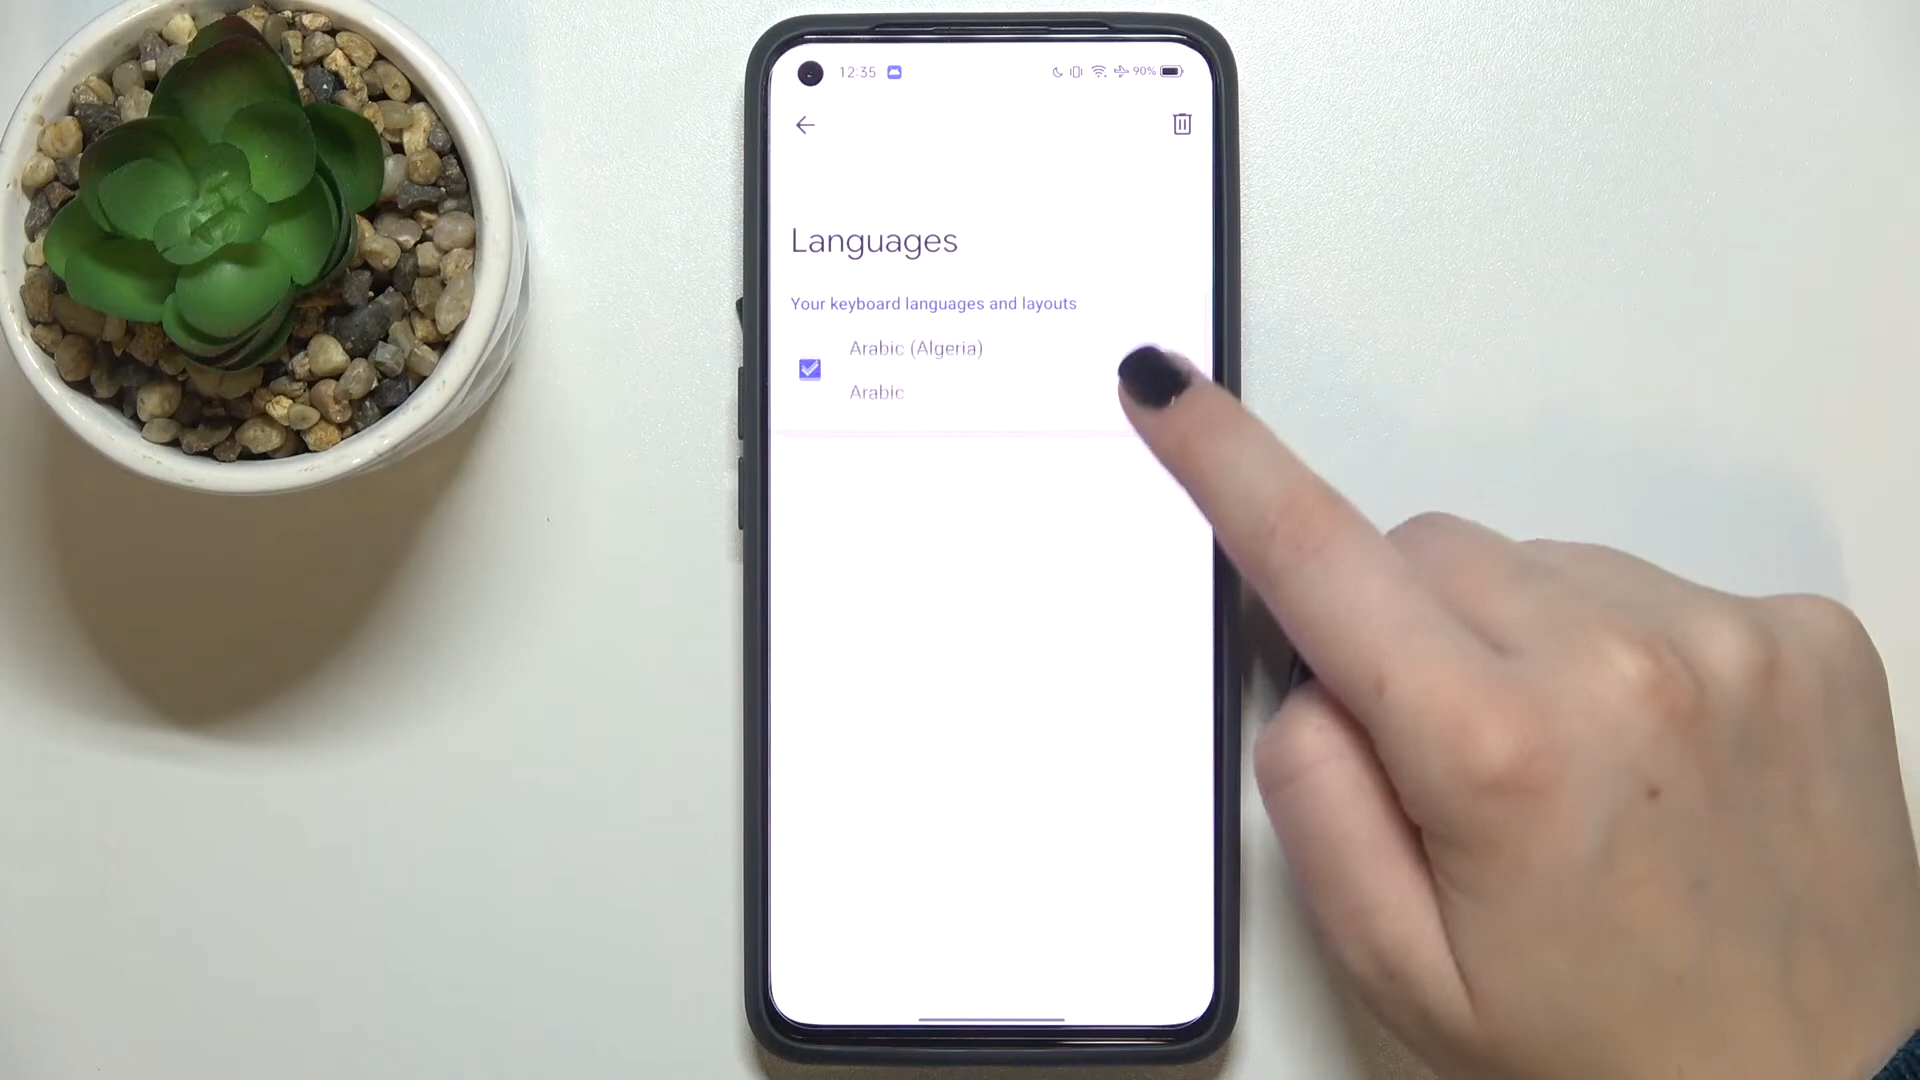 12:35 90%
Languages
Your keyboard languages and layouts
Arabic (Algeria)
Arabic